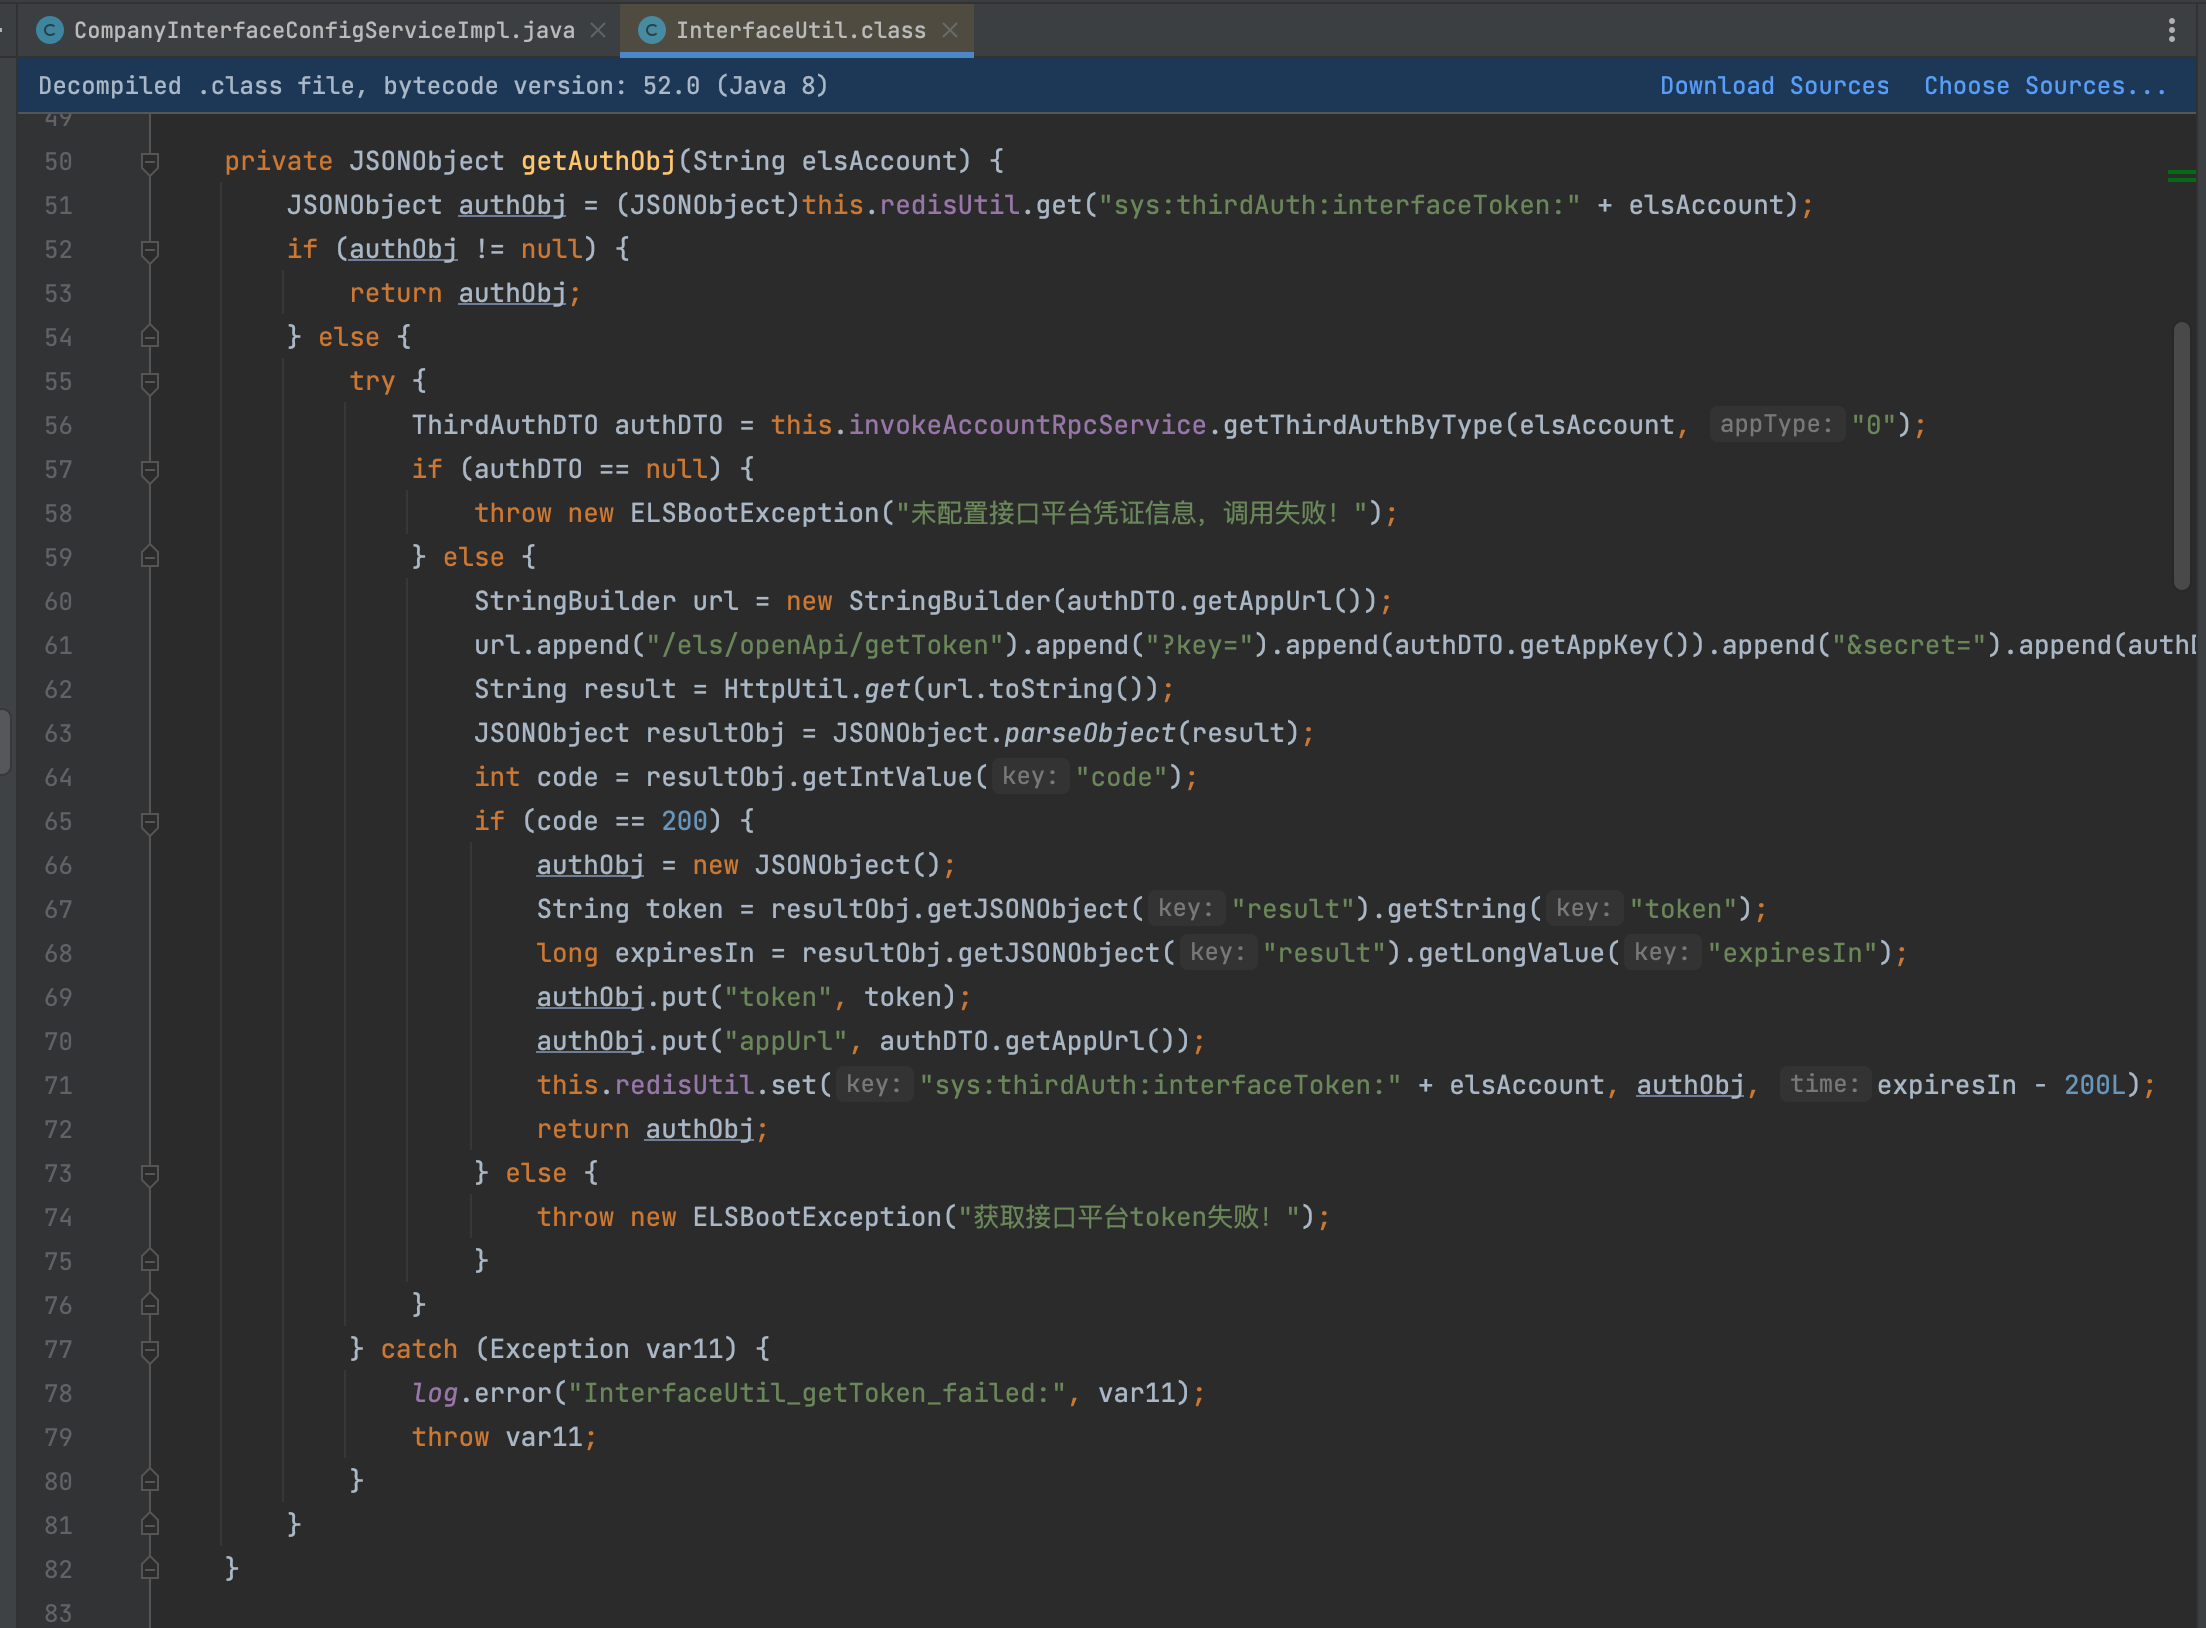 CompanyInterfaceConfigServiceImpl.java InterfaceUtil.class
Decompiled .class file, bytecode version: 52.0 (Java 8) Download Sources Choose Sources...
49
50 private JSONObject getAuthObj(String elsAccount) {
51 JSONObject authObj = (JSONObject)this.redisUtil.get("sys:thirdAuth:interfaceToken:" + elsAccount);
52 if (authObj != null) {
53 return authObj;
54 } else {
55 try {
56 ThirdAuthDTO authDTO = this.invokeAccountRpcService.getThirdAuthByType(elsAccount, appType: "0");
57 if (authDTO == null) {
58 throw new ELSBootException("未配置接口平台凭证信息，调用失败！");
59 } else {
60 StringBuilder url = new StringBuilder(authDTO.getAppUrl());
61 url.append("/els/openApi/getToken").append("?key=").append(authDTO.getAppKey()).append("&secret=").append(auth
62 String result = HttpUtil.get(url.toString());
63 JSONObject resultObj = JSONObject.parseObject(result);
64 int code = resultObj.getIntValue( key: "code");
65 if (code == 200) {
66 authObj = new JSONObject();
67 String token = resultObj.getJSONObject( key: "result").getString( key: "token");
68 long expiresIn = resultObj.getJSONObject( key: "result").getLongValue( key: "expiresIn");
69 authObj.put("token", token);
70 authObj.put("appUrl", authDTO.getAppUrl());
71 this.redisUtil.set( key: "sys:thirdAuth:interfaceToken:" + elsAccount, authObj, time: expiresIn - 200L);
72 return authObj;
73 } else {
74 throw new ELSBootException("获取接口平台token失败！");
75 }
76 }
77 } catch (Exception var11) {
78 log.error("InterfaceUtil_getToken_failed:", var11);
79 throw var11;
80 }
81 }
82 }
83